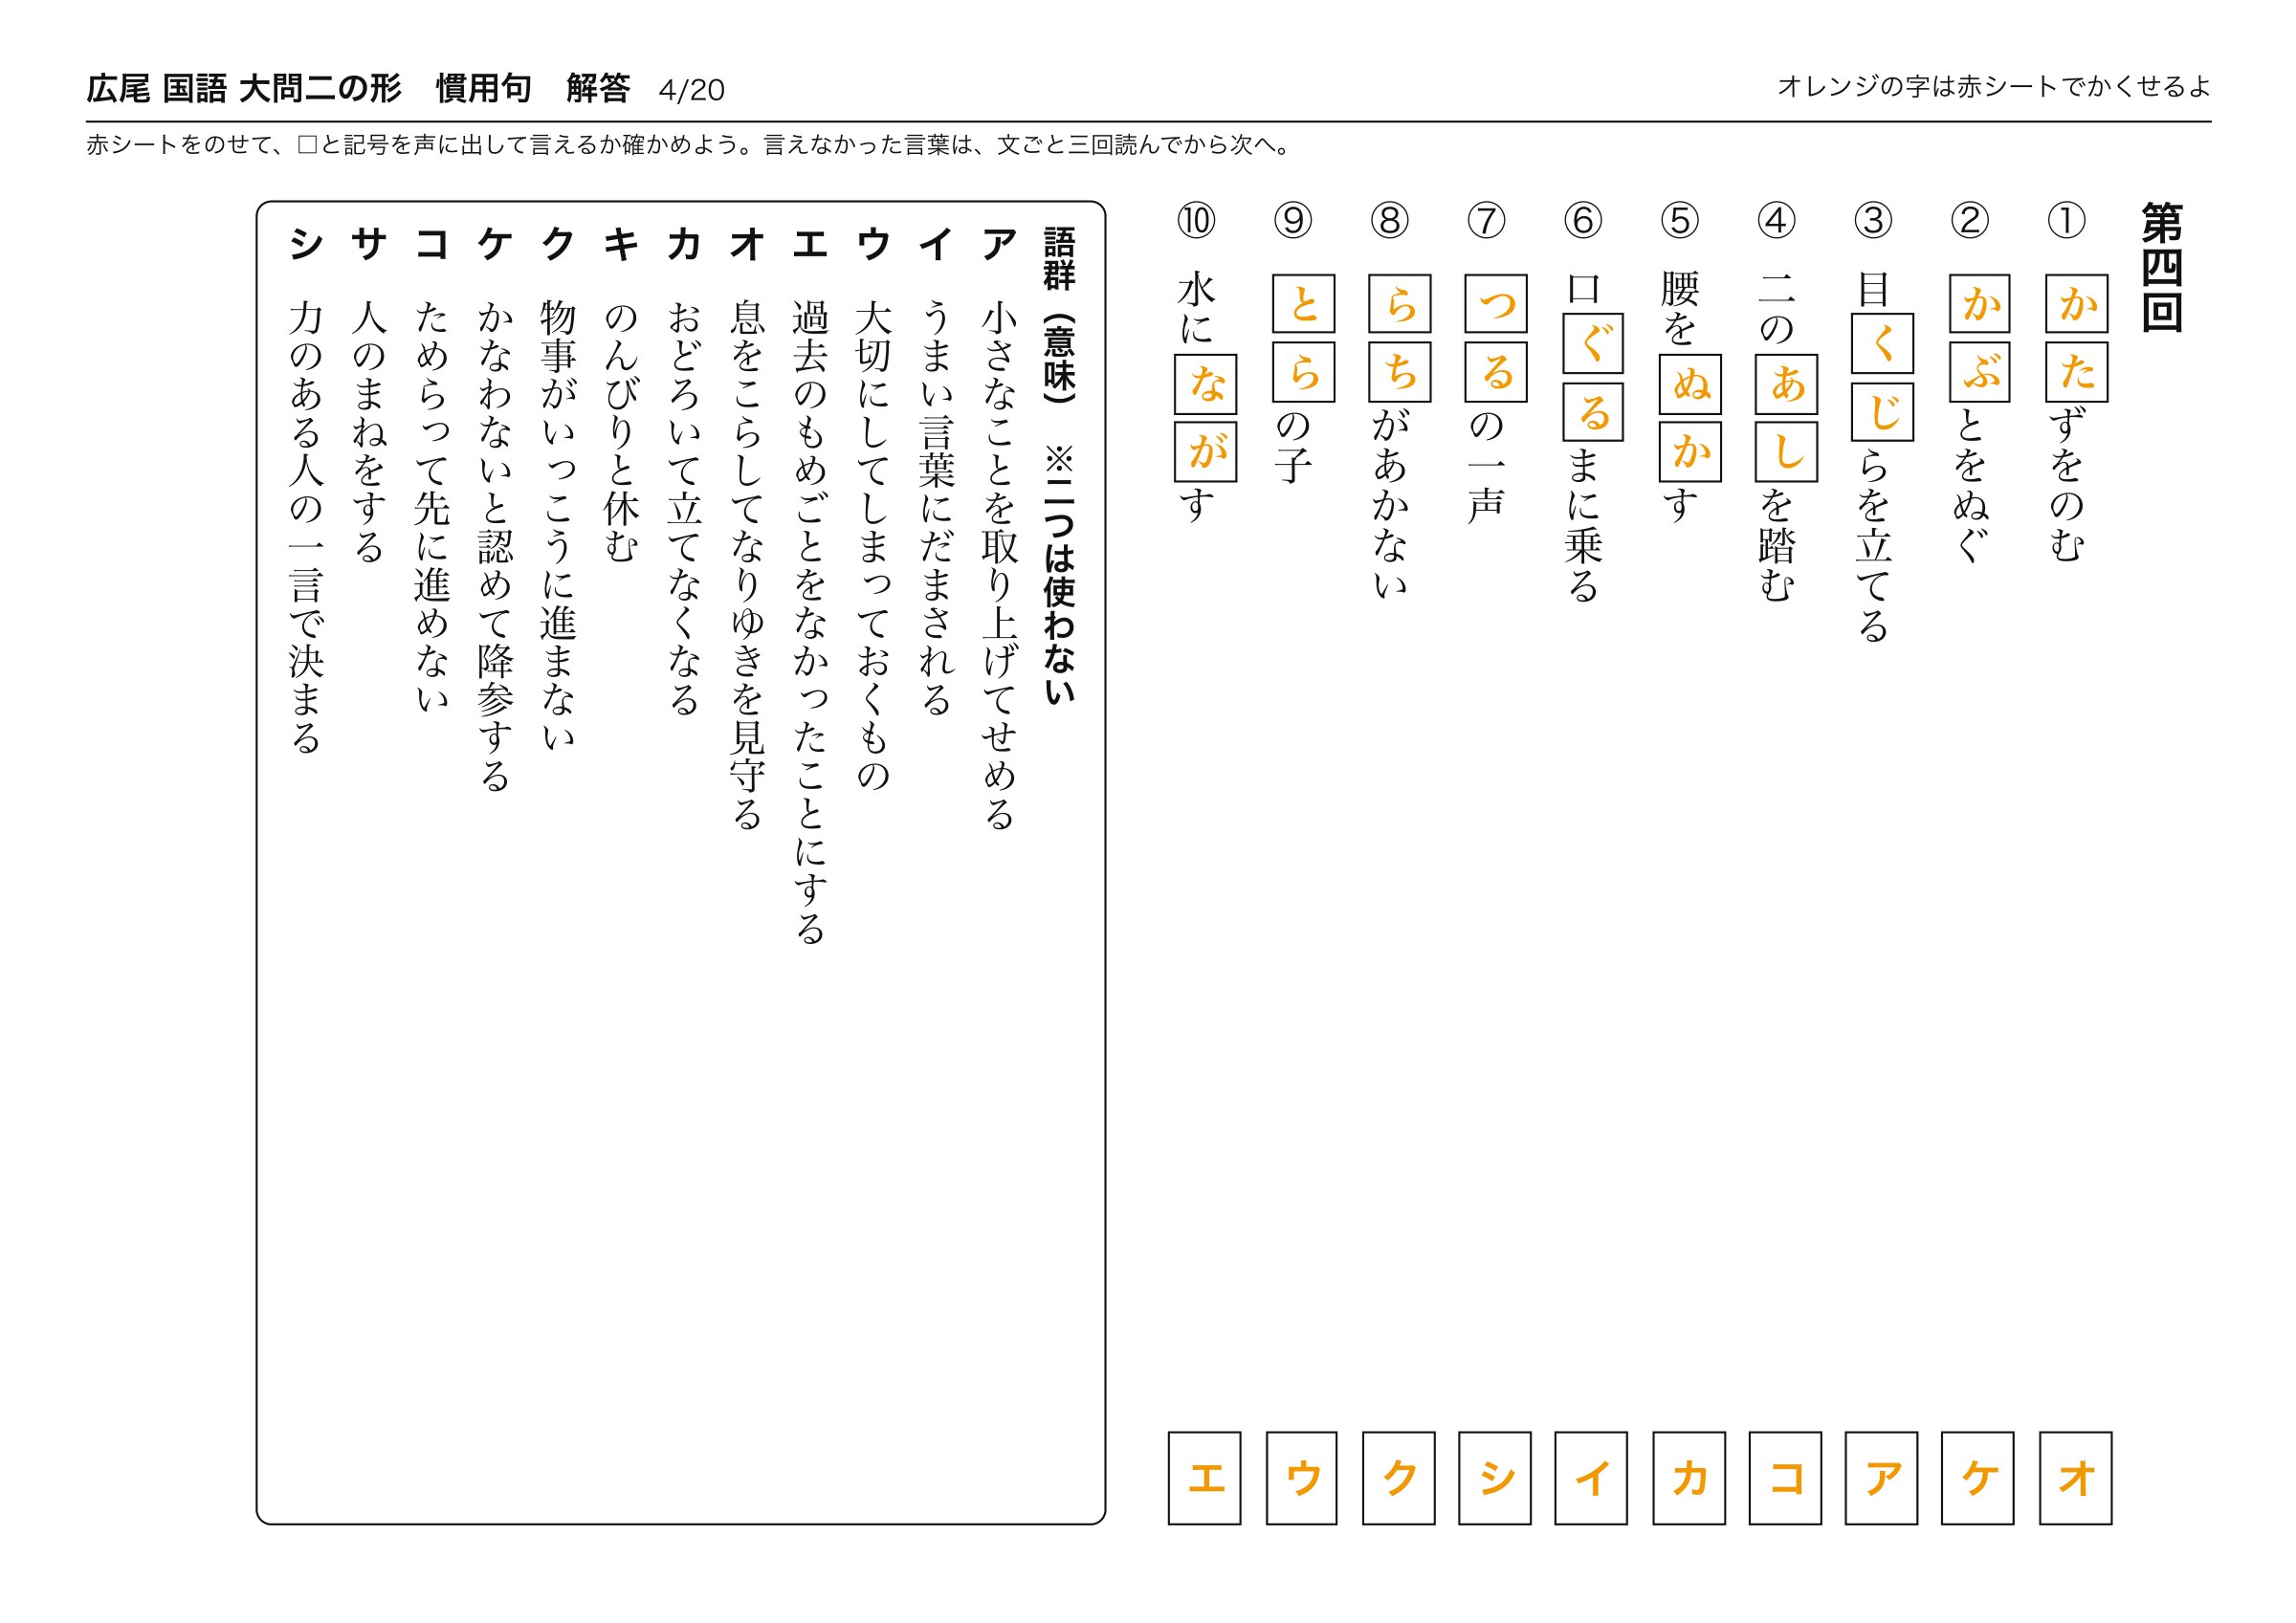 広尾 国語 大問二の形　慣用句　解答　4/20
オレンジの字は赤シートでかくせるよ
赤シートをのせて、□と記号を声に出して言えるか確かめよう。言えなかった言葉は、文ごと三回読んでから次へ。
第四回
① かたずをのむ オ
② かぶとをぬぐ ケ
③ 目くじらを立てる ア
④ 二のあしを踏む コ
⑤ 腰をぬかす カ
⑥ 口ぐるまに乗る イ
⑦ つるの一声 シ
⑧ らちがあかない ク
⑨ とらの子 ウ
⑩ 水にながす エ
語群（意味）　※二つは使わない
ア　小さなことを取り上げてせめる
イ　うまい言葉にだまされる
ウ　大切にしてしまっておくもの
エ　過去のもめごとをなかったことにする
オ　息をこらしてなりゆきを見守る
カ　おどろいて立てなくなる
キ　のんびりと休む
ク　物事がいっこうに進まない
ケ　かなわないと認めて降参する
コ　ためらって先に進めない
サ　人のまねをする
シ　力のある人の一言で決まる